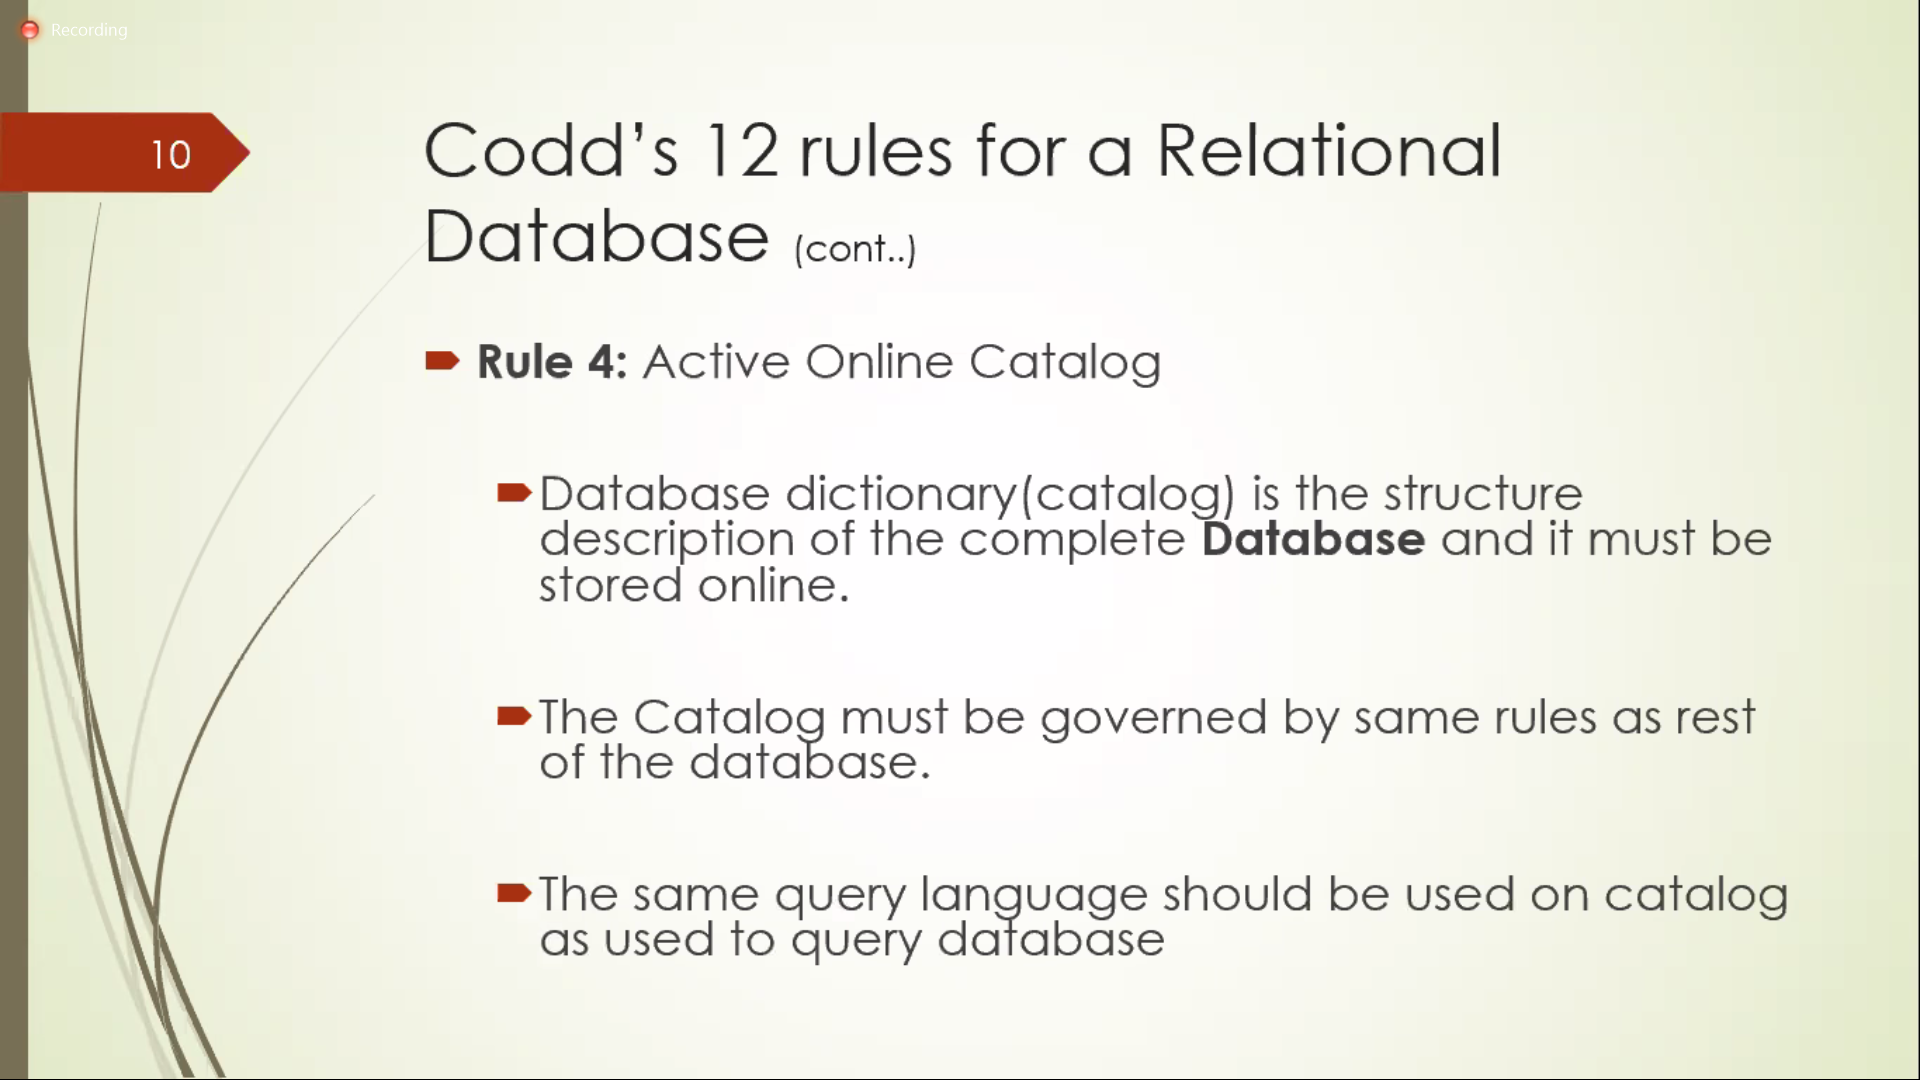 Recording
10
Codd’s 12 rules for a Relational
Database (cont..)
Rule 4: Active Online Catalog
Database dictionary(catalog) is the structure
description of the complete Database and it must be
stored online.
The Catalog must be governed by same rules as rest
of the database.
The same query language should be used on catalog
as used to query database